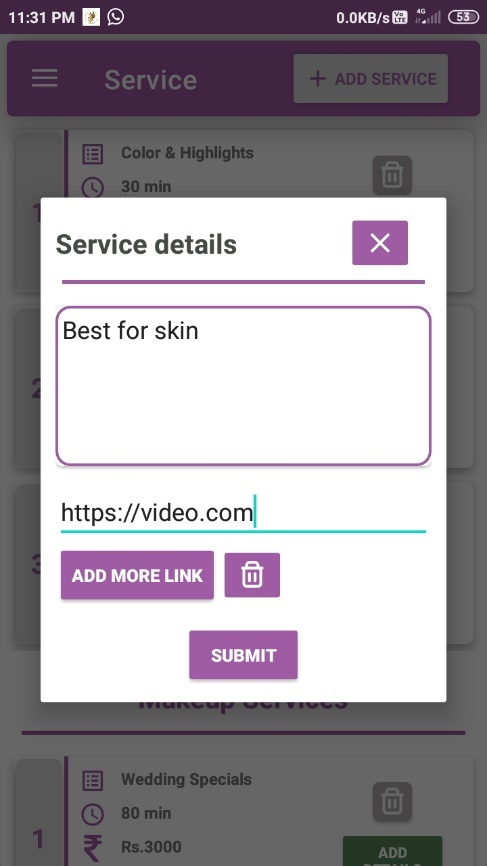 11:31 PM
0.0KB/s Vo LTE 4G 53
Service
+ ADD SERVICE
Color & Highlights
30 min
1
Service details
Best for skin
2
https://video.com
3
ADD MORE LINK
SUBMIT
Makeup Services
Wedding Specials
80 min
1
₹ Rs.3000
ADD